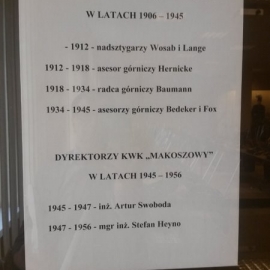 W LATACH 1906 – 1945
- 1912 - nadsztygarzy Wosab i Lange
1912 - 1918 - asesor górniczy Hernicke
1918 - 1934 - radca górniczy Baumann
1934 - 1945 - asesorzy górniczy Bedeker i Fox
DYREKTORZY KWK „MAKOSZOWY”
W LATACH 1945 – 1956
1945 - 1947 - inż. Artur Swoboda
1947 - 1956 - mgr inż. Stefan Heyno